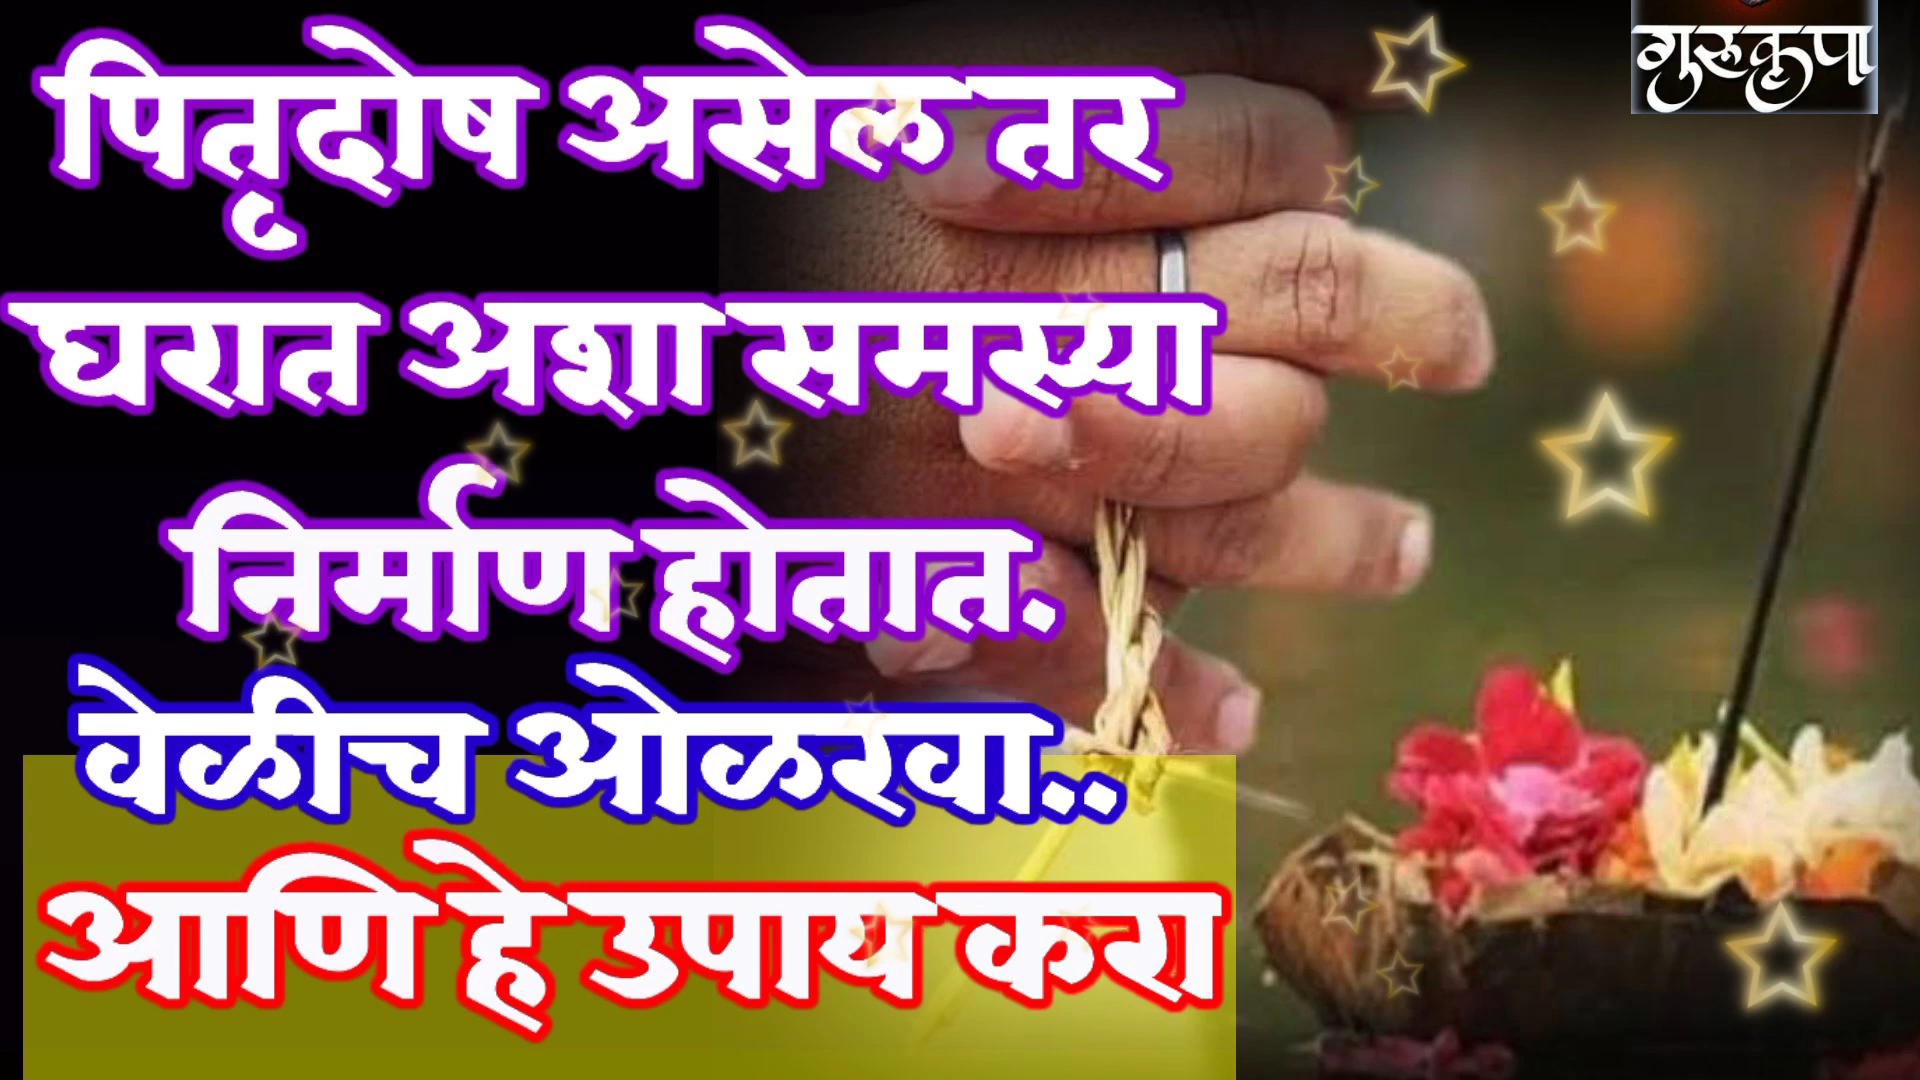 गुरुकृपा
पितृदोष असेल तर
घरात अशा समस्या
निर्माण होतात.
वेळीच ओळखा..
आणि हे उपाय करा